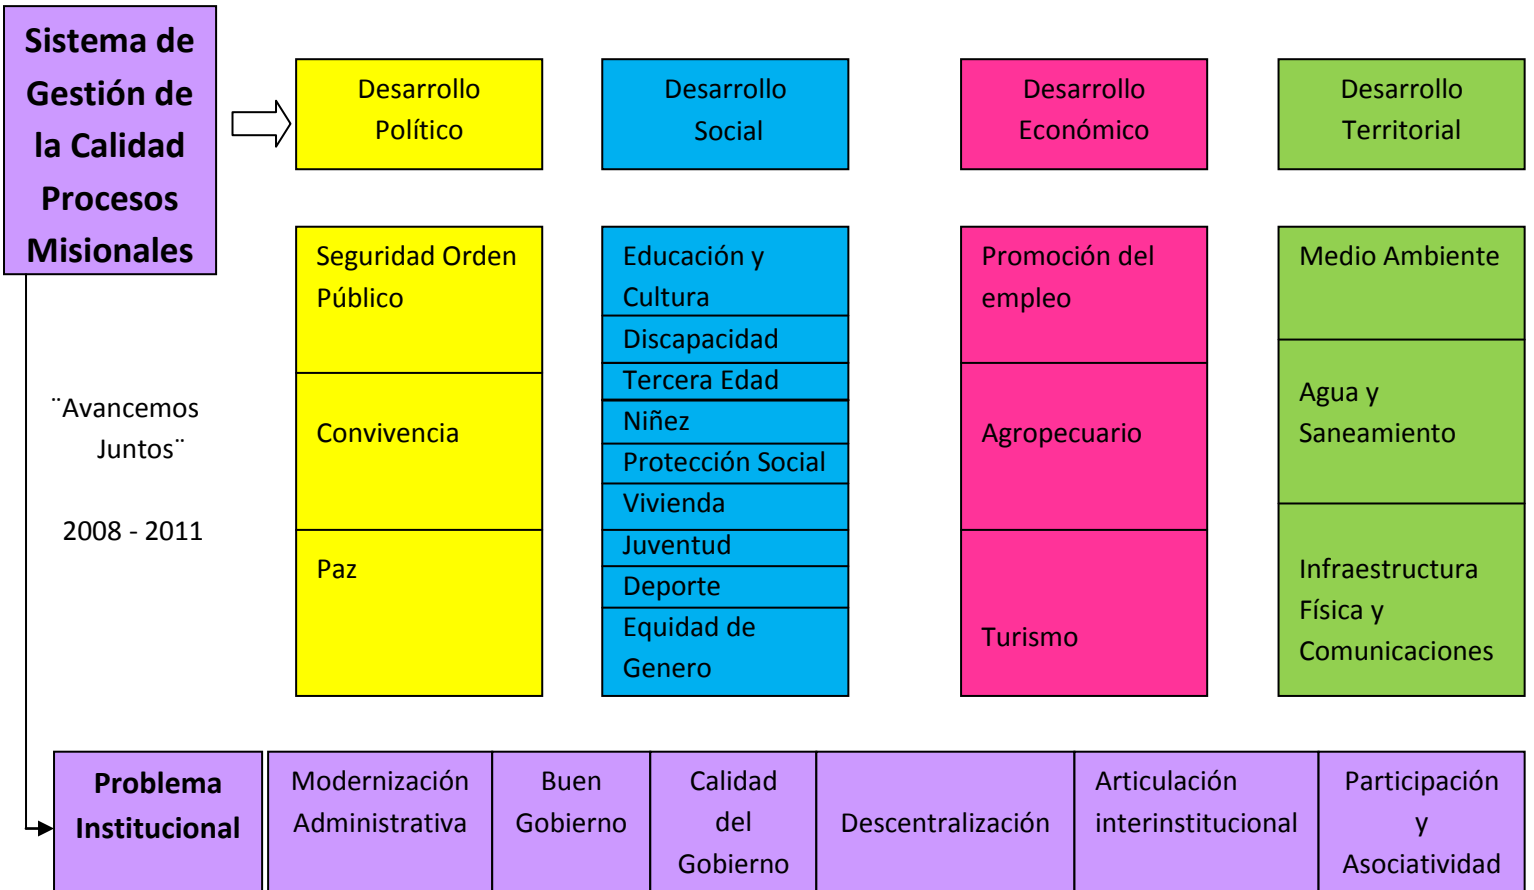 Sistema de
Gestión de
la Calidad
Procesos
Misionales
Desarrollo
Político
Desarrollo
Social
Desarrollo
Económico
Desarrollo
Territorial
Seguridad Orden
Público
Convivencia
Paz
Educación y
Cultura
Discapacidad
Tercera Edad
Niñez
Protección Social
Vivienda
Juventud
Deporte
Equidad de
Genero
Promoción del
empleo
Agropecuario
Turismo
Medio Ambiente
Agua y
Saneamiento
Infraestructura
Física y
Comunicaciones
¨Avancemos
Juntos¨
2008 - 2011
Problema
Institucional
Modernización
Administrativa
Buen
Gobierno
Calidad
del
Gobierno
Descentralización
Articulación
interinstitucional
Participación
y
Asociatividad